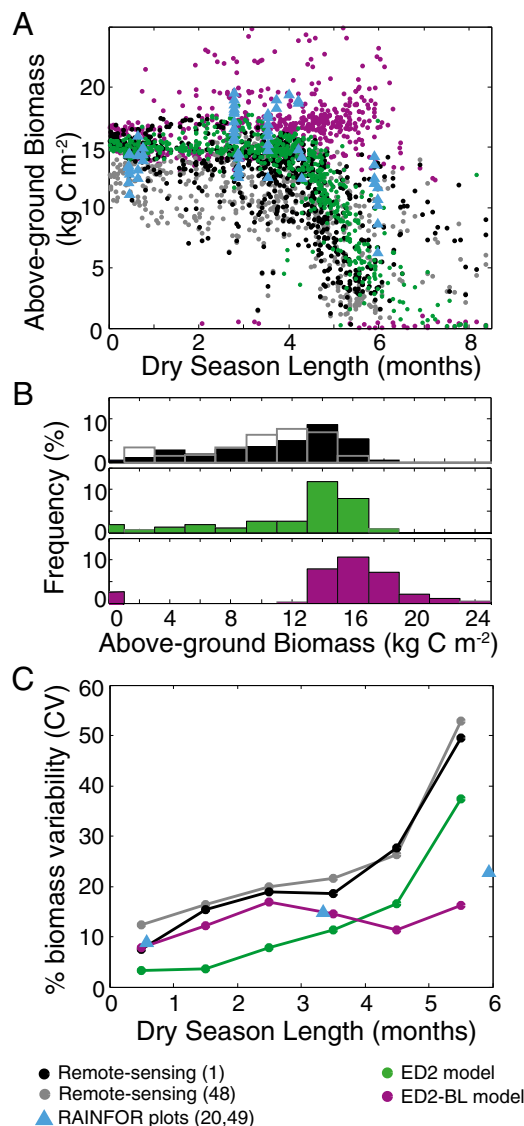 A
Above-ground Biomass
(kg C m-2)
20
15
10
5
0
0 2 4 6 8
Dry Season Length (months)
B
Frequency (%)
10
0
10
0
10
0
0 4 8 12 16 20 24
Above-ground Biomass (kg C m-2)
C
% biomass variability (CV)
60
50
40
30
20
10
0
0 1 2 3 4 5 6
Dry Season Length (months)
Remote-sensing (1)
Remote-sensing (48)
RAINFOR plots (20,49)
ED2 model
ED2-BL model